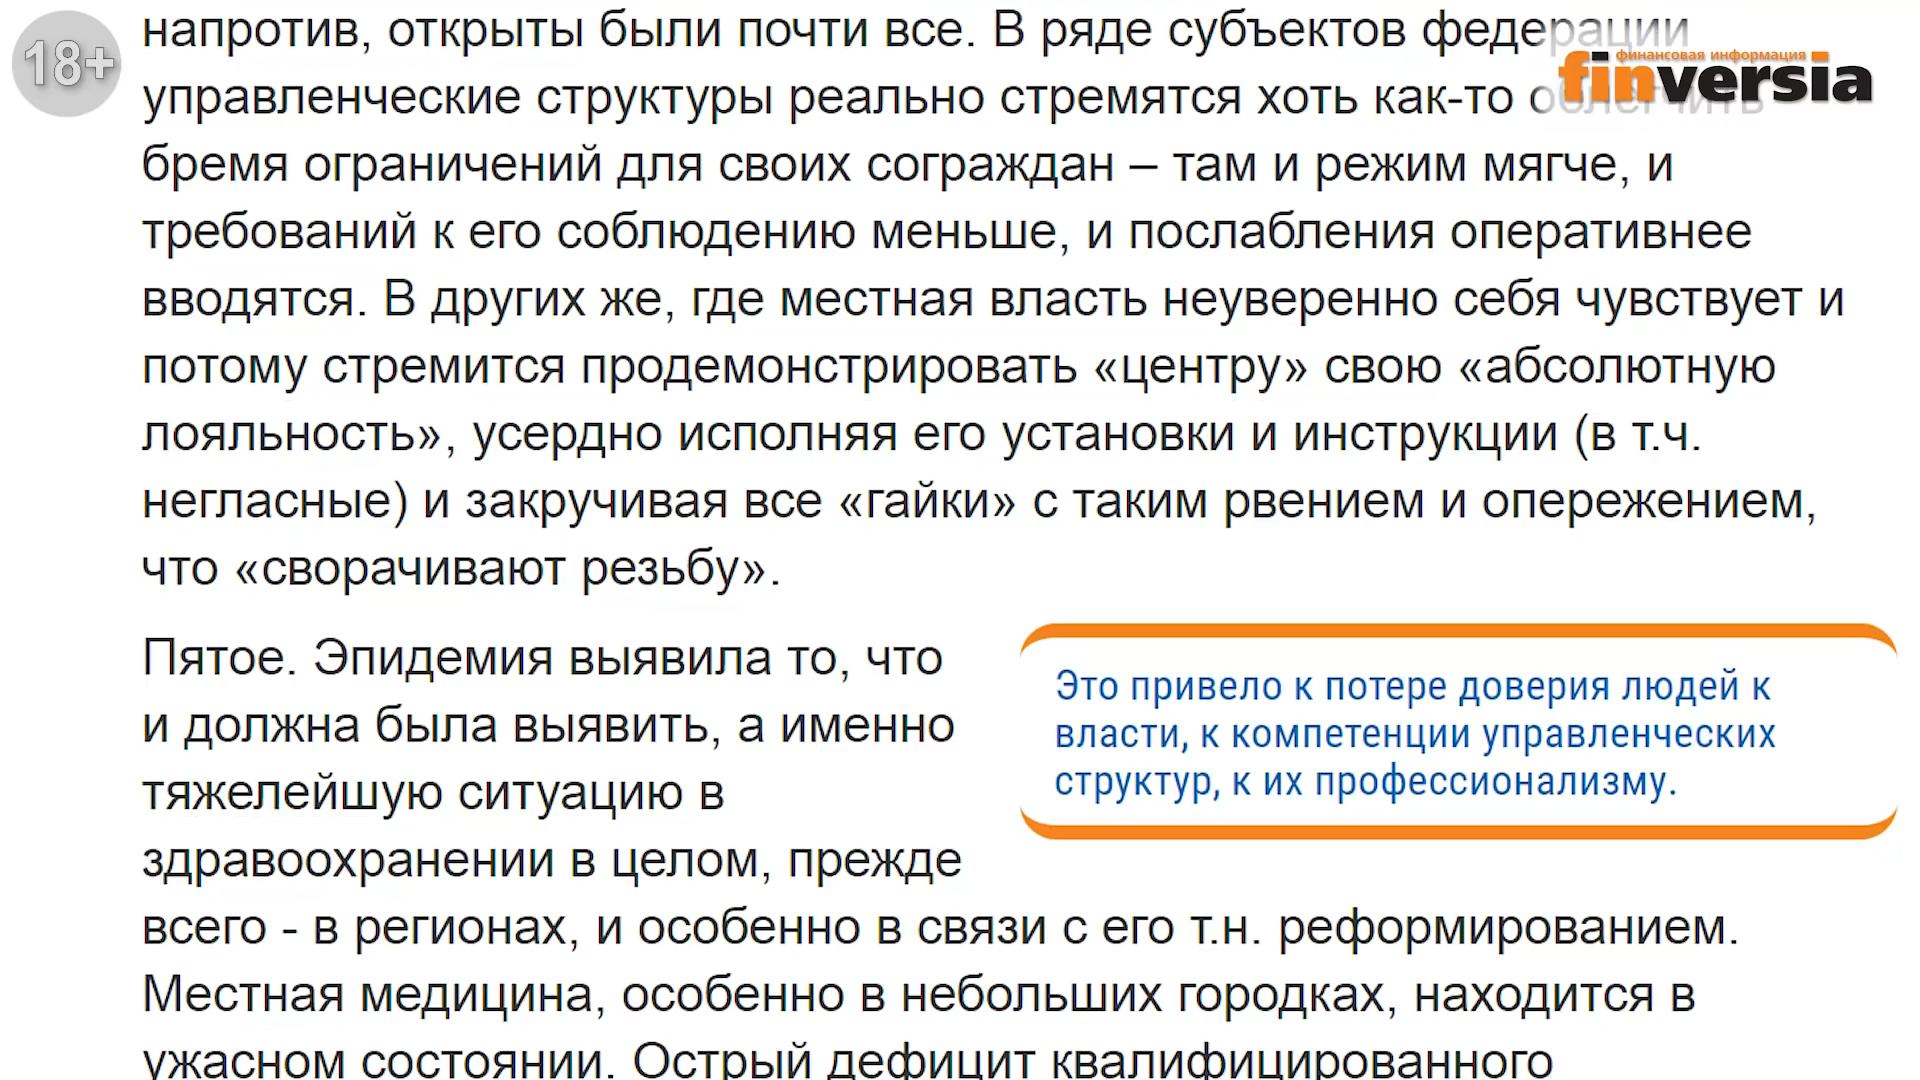 18+
финансовая информация
finversia
напротив, открыты были почти все. В ряде субъектов федерации
управленческие структуры реально стремятся хоть как-то облегчить
бремя ограничений для своих сограждан – там и режим мягче, и
требований к его соблюдению меньше, и послабления оперативнее
вводятся. В других же, где местная власть неуверенно себя чувствует и
потому стремится продемонстрировать «центру» свою «абсолютную
лояльность», усердно исполняя его установки и инструкции (в т.ч.
негласные) и закручивая все «гайки» с таким рвением и опережением,
что «сворачивают резьбу».
Пятое. Эпидемия выявила то, что
и должна была выявить, а именно
тяжелейшую ситуацию в
здравоохранении в целом, прежде
всего - в регионах, и особенно в связи с его т.н. реформированием.
Местная медицина, особенно в небольших городках, находится в
ужасном состоянии. Острый дефицит квалифицированного
Это привело к потере доверия людей к
власти, к компетенции управленческих
структур, к их профессионализму.